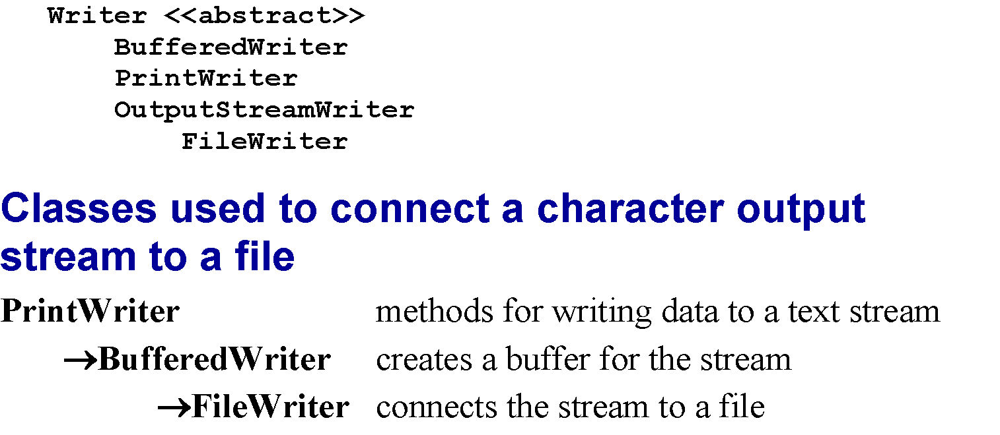 Writer <<abstract>>
BufferedWriter
PrintWriter
OutputStreamWriter
FileWriter
Classes used to connect a character output
stream to a file
PrintWriter methods for writing data to a text stream
→BufferedWriter creates a buffer for the stream
→FileWriter connects the stream to a file